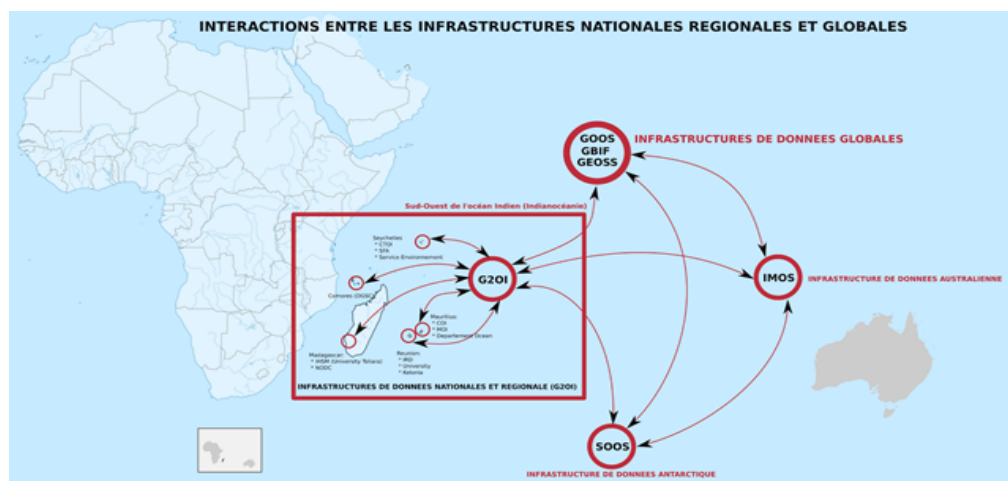 INTERACTIONS ENTRE LES INFRASTRUCTURES NATIONALES REGIONALES ET GLOBALES
GOOS
GBIF
GEOSS
INFRASTRUCTURES DE DONNEES GLOBALES
Sud-Ouest de l'océan Indien (Indianocéanie)
Seychelles
* CTOI
* SFA
* Service Environnement
G2OI
IMOS
INFRASTRUCTURE DE DONNEES AUSTRALIENNE
Comores (DGSC)
Mauritius:
* COI
* MOI
* Departement Ocean
Madagascar:
* IHSM (University Toliara)
* NODC
Reunion:
* IRD
* University
* Kelonia
INFRASTRUCTURES DE DONNEES NATIONALES ET REGIONALE (G2OI)
SOOS
INFRASTRUCTURE DE DONNEES ANTARCTIQUE